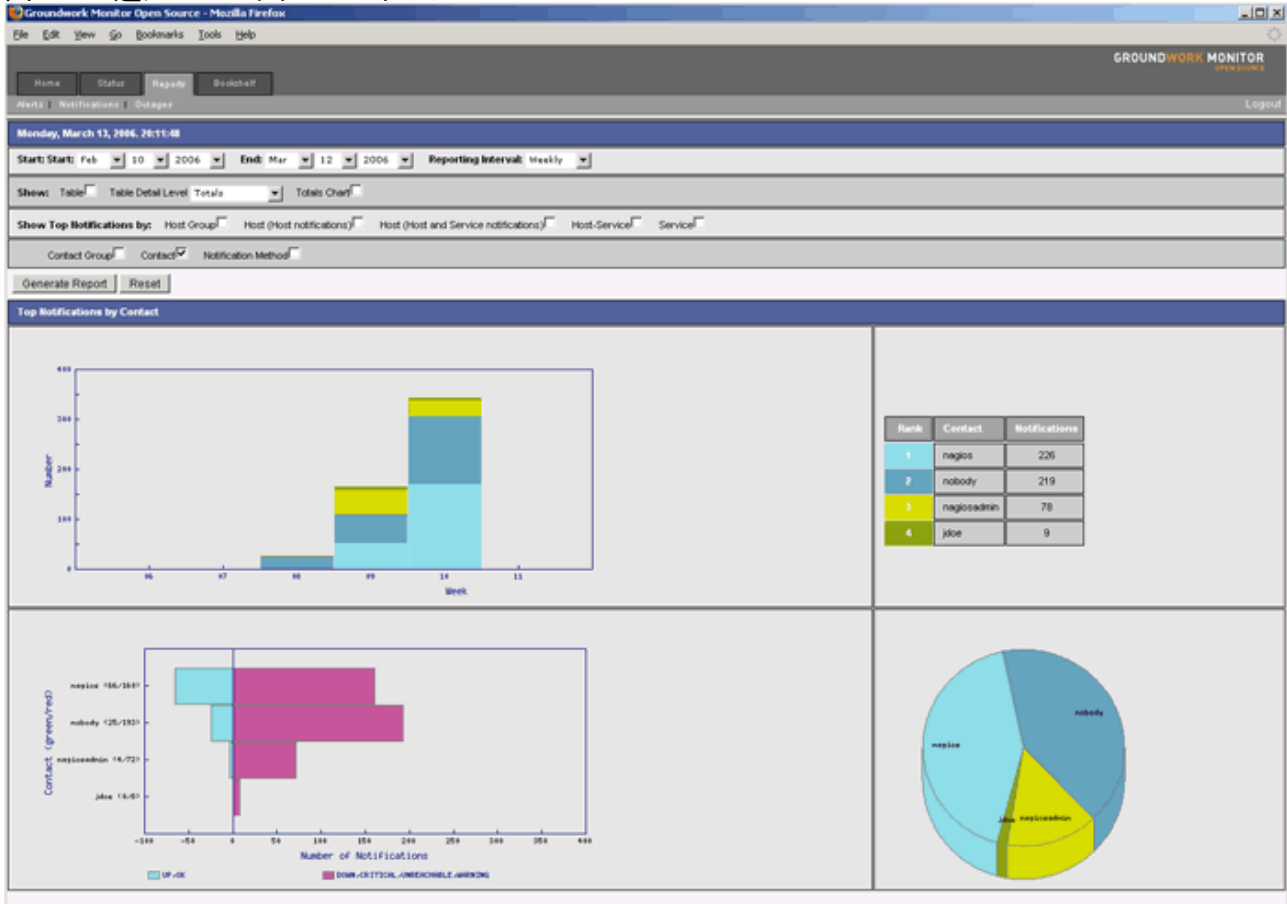 Groundwork Monitor Open Source - Mozilla Firefox
File Edit View Go Bookmarks Tools Help
GROUNDWORK MONITOR
OPEN SOURCE
Home Status Reports Bookshelf
Alerts | Notifications | Outages Logout
Monday, March 13, 2006. 20:11:48
Start: Start: Feb 10 2006 End: Mar 12 2006 Reporting Interval: Weekly
Show: Table Table Detail Level Totals Totals Chart
Show Top Notifications by: Host Group Host (Host notifications) Host (Host and Service notifications) Host-Service Service
Contact Group Contact Notification Method
Generate Report Reset
Top Notifications by Contact
400
300
200
100
0
Number
06 07 08 09 10 11
Week
Rank Contact Notifications
1 nagios 226
2 nobody 219
3 nagiosadmin 78
4 jdoe 9
Contact (green/red)
nagios
nobody
nagiosadmin
jdoe
-100 -50 0 50 100 150 200 250 300 350 400
Number of Notifications
UP/OK DOWN/CRITICAL/UNREACHABLE/WARNING
nobody
nagios
jdoe nagiosadmin